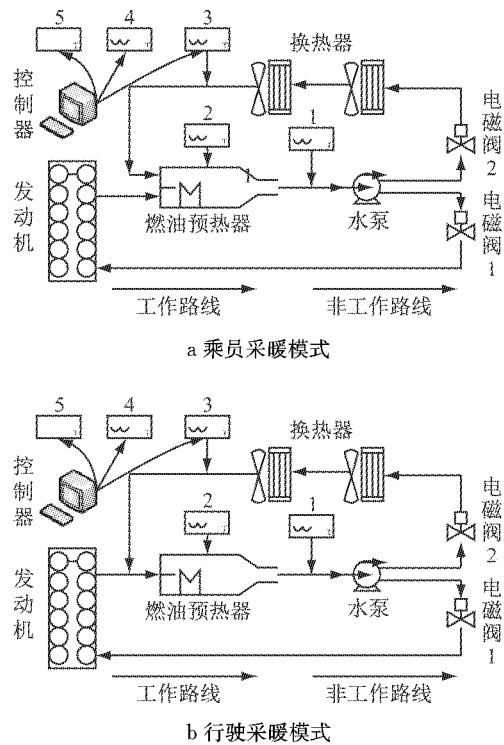 5 4 3
换热器
控制器
2 1
电磁阀2
发动机
燃油预热器
水泵
电磁阀1
工作路线 非工作路线
a 乘员采暖模式
5 4 3
换热器
控制器
2 1
电磁阀2
发动机
燃油预热器
水泵
电磁阀1
工作路线 非工作路线
b 行驶采暖模式